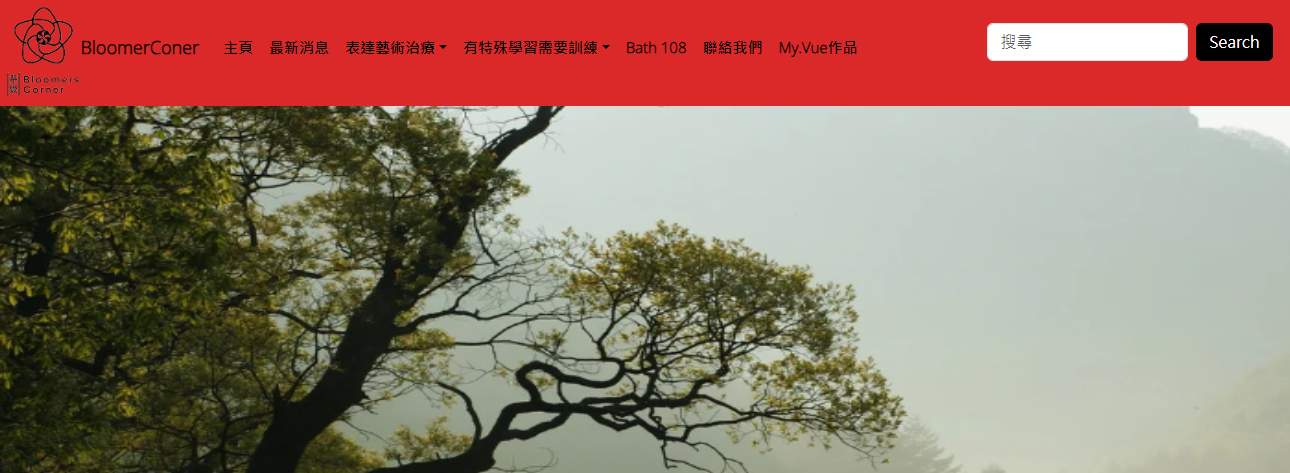 BloomerConer
主頁
最新消息
表達藝術治療
有特殊學習需要訓練
Bath 108
聯絡我們
My.Vue作品
搜尋
Search
Bloomers
Corner